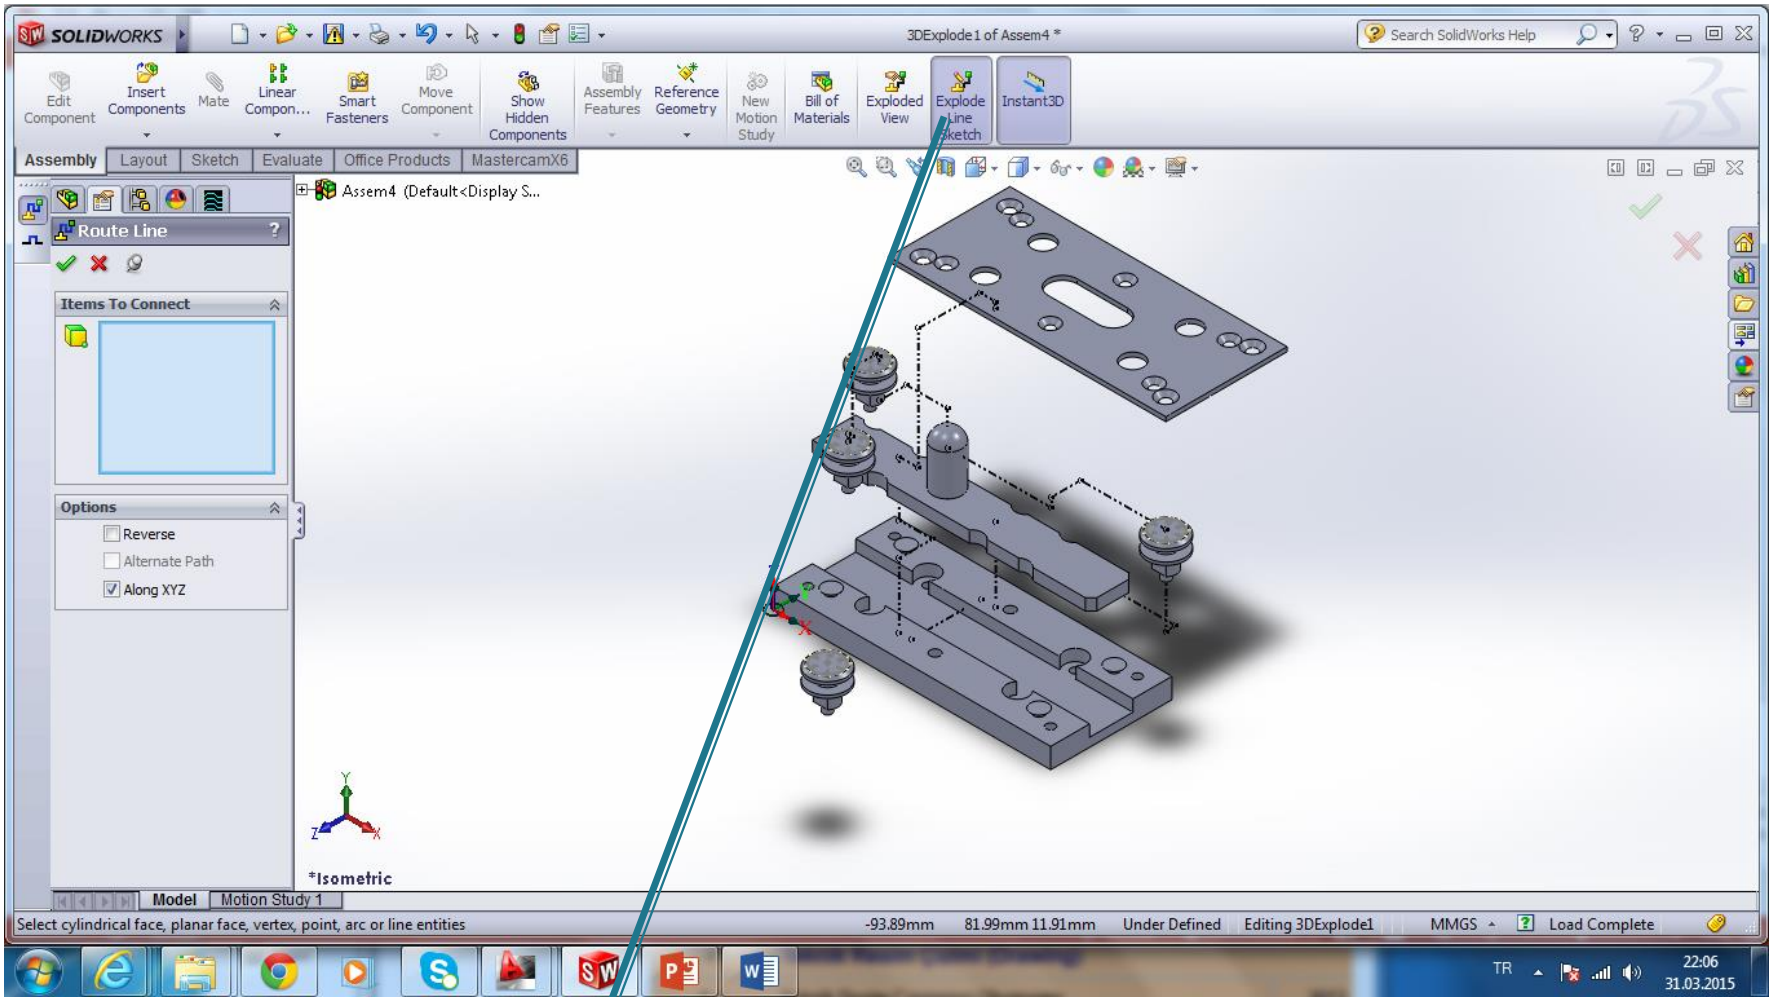 SOLIDWORKS
3DExplode1 of Assem4 *
Search SolidWorks Help
Edit Component
Insert Components
Mate
Linear Compon...
Smart Fasteners
Move Component
Show Hidden Components
Assembly Features
Reference Geometry
New Motion Study
Bill of Materials
Exploded View
Explode Line Sketch
Instant3D
Assembly
Layout
Sketch
Evaluate
Office Products
MastercamX6
Assem4 (Default<Display S...
Route Line
?
Items To Connect
Options
Reverse
Alternate Path
Along XYZ
X
Y
Z
X
*Isometric
Model
Motion Study 1
Select cylindrical face, planar face, vertex, point, arc or line entities
-93.89mm
81.99mm 11.91mm
Under Defined
Editing 3DExplode1
MMGS
Load Complete
TR
22:06
31.03.2015